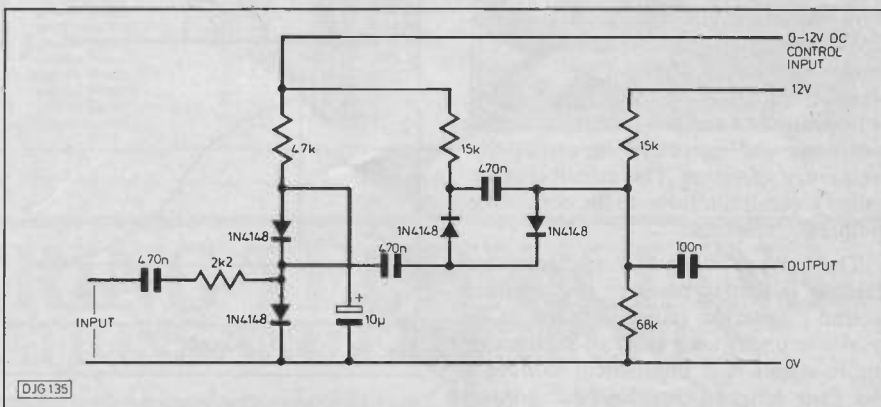 0–12V DC
CONTROL
INPUT
12V
47k
15k
15k
470n
1N4148
1N4148
1N4148
470n
470n
2k2
100n
OUTPUT
INPUT
1N4148
+
10µ
68k
0V
DJG135